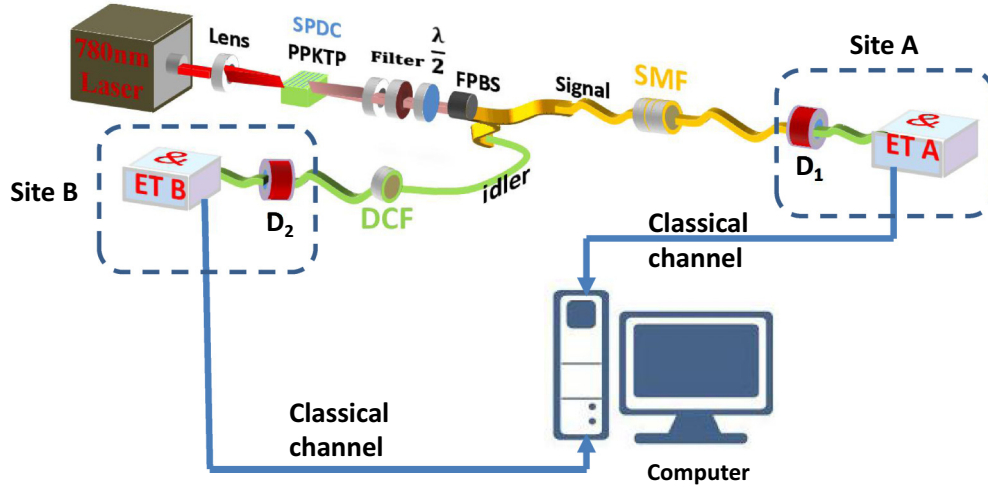 780nm
Laser
Lens
SPDC
PPKTP
Filter
λ/2
FPBS
Signal
SMF
Site A
D1
&
ET A
Site B
&
ET B
D2
DCF
idler
Classical
channel
Classical
channel
Computer